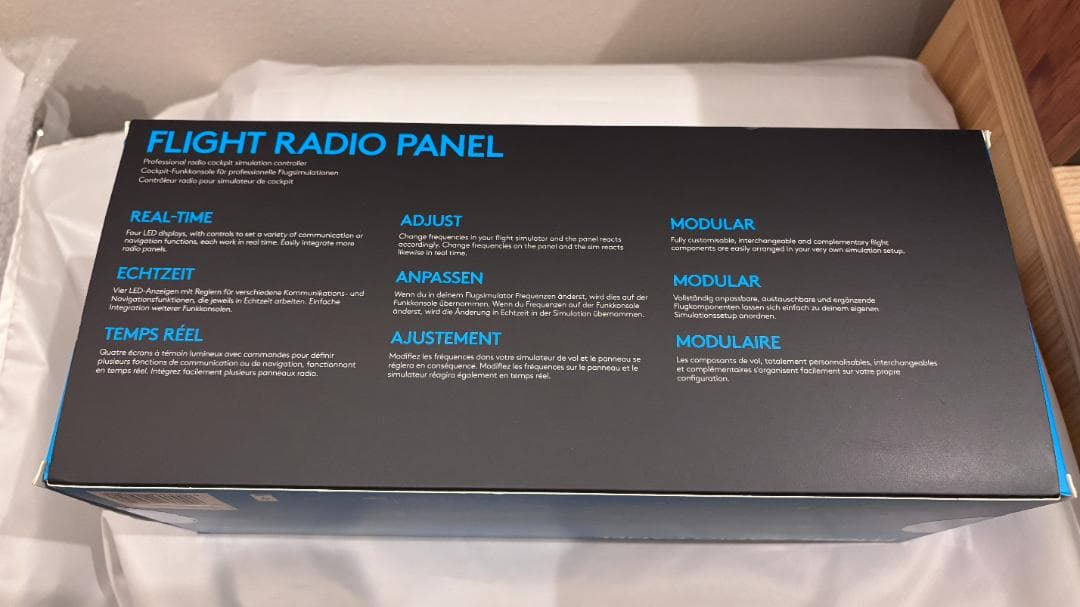 FLIGHT RADIO PANEL
Professional radio cockpit simulation controller
Cockpit-Funkkonsole für professionelle Flugsimulationen
Contrôleur radio pour simulateur de cockpit
REAL-TIME
Four LED displays, with controls to set a variety of communication or
navigation functions, each work in real time. Easily integrate more
radio panels.
ECHTZEIT
Vier LED-Anzeigen mit Reglern für verschiedene Kommunikations- und
Navigationsfunktionen, die jeweils in Echtzeit arbeiten. Einfache
Integration weiterer Funkkonsolen.
TEMPS RÉEL
Quatre écrans à témoin lumineux avec commandes pour définir
plusieurs fonctions de communication ou de navigation, fonctionnant
en temps réel. Intégrez facilement plusieurs panneaux radio.
ADJUST
Change frequencies in your flight simulator and the panel reacts
accordingly. Change frequencies on the panel and the sim reacts
likewise in real time.
ANPASSEN
Wenn du in deinem Flugsimulator Frequenzen änderst, wird dies auf der
Funkkonsole übernommen. Wenn du Frequenzen auf der Funkkonsole
änderst, wird die Änderung in Echtzeit in der Simulation übernommen.
AJUSTEMENT
Modifiez les fréquences dans votre simulateur de vol et le panneau se
réglera en conséquence. Modifiez les fréquences sur le panneau et le
simulateur réagira également en temps réel.
MODULAR
Fully customisable, interchangeable and complementary flight
components are easily arranged in your very own simulation setup.
MODULAR
Vollständig anpassbare, austauschbare und ergänzende
Flugkomponenten lassen sich einfach zu deinem eigenen
Simulationssetup anordnen.
MODULAIRE
Les composants de vol, totalement personnalisables, interchangeables
et complémentaires s'organisent facilement sur votre propre
configuration.